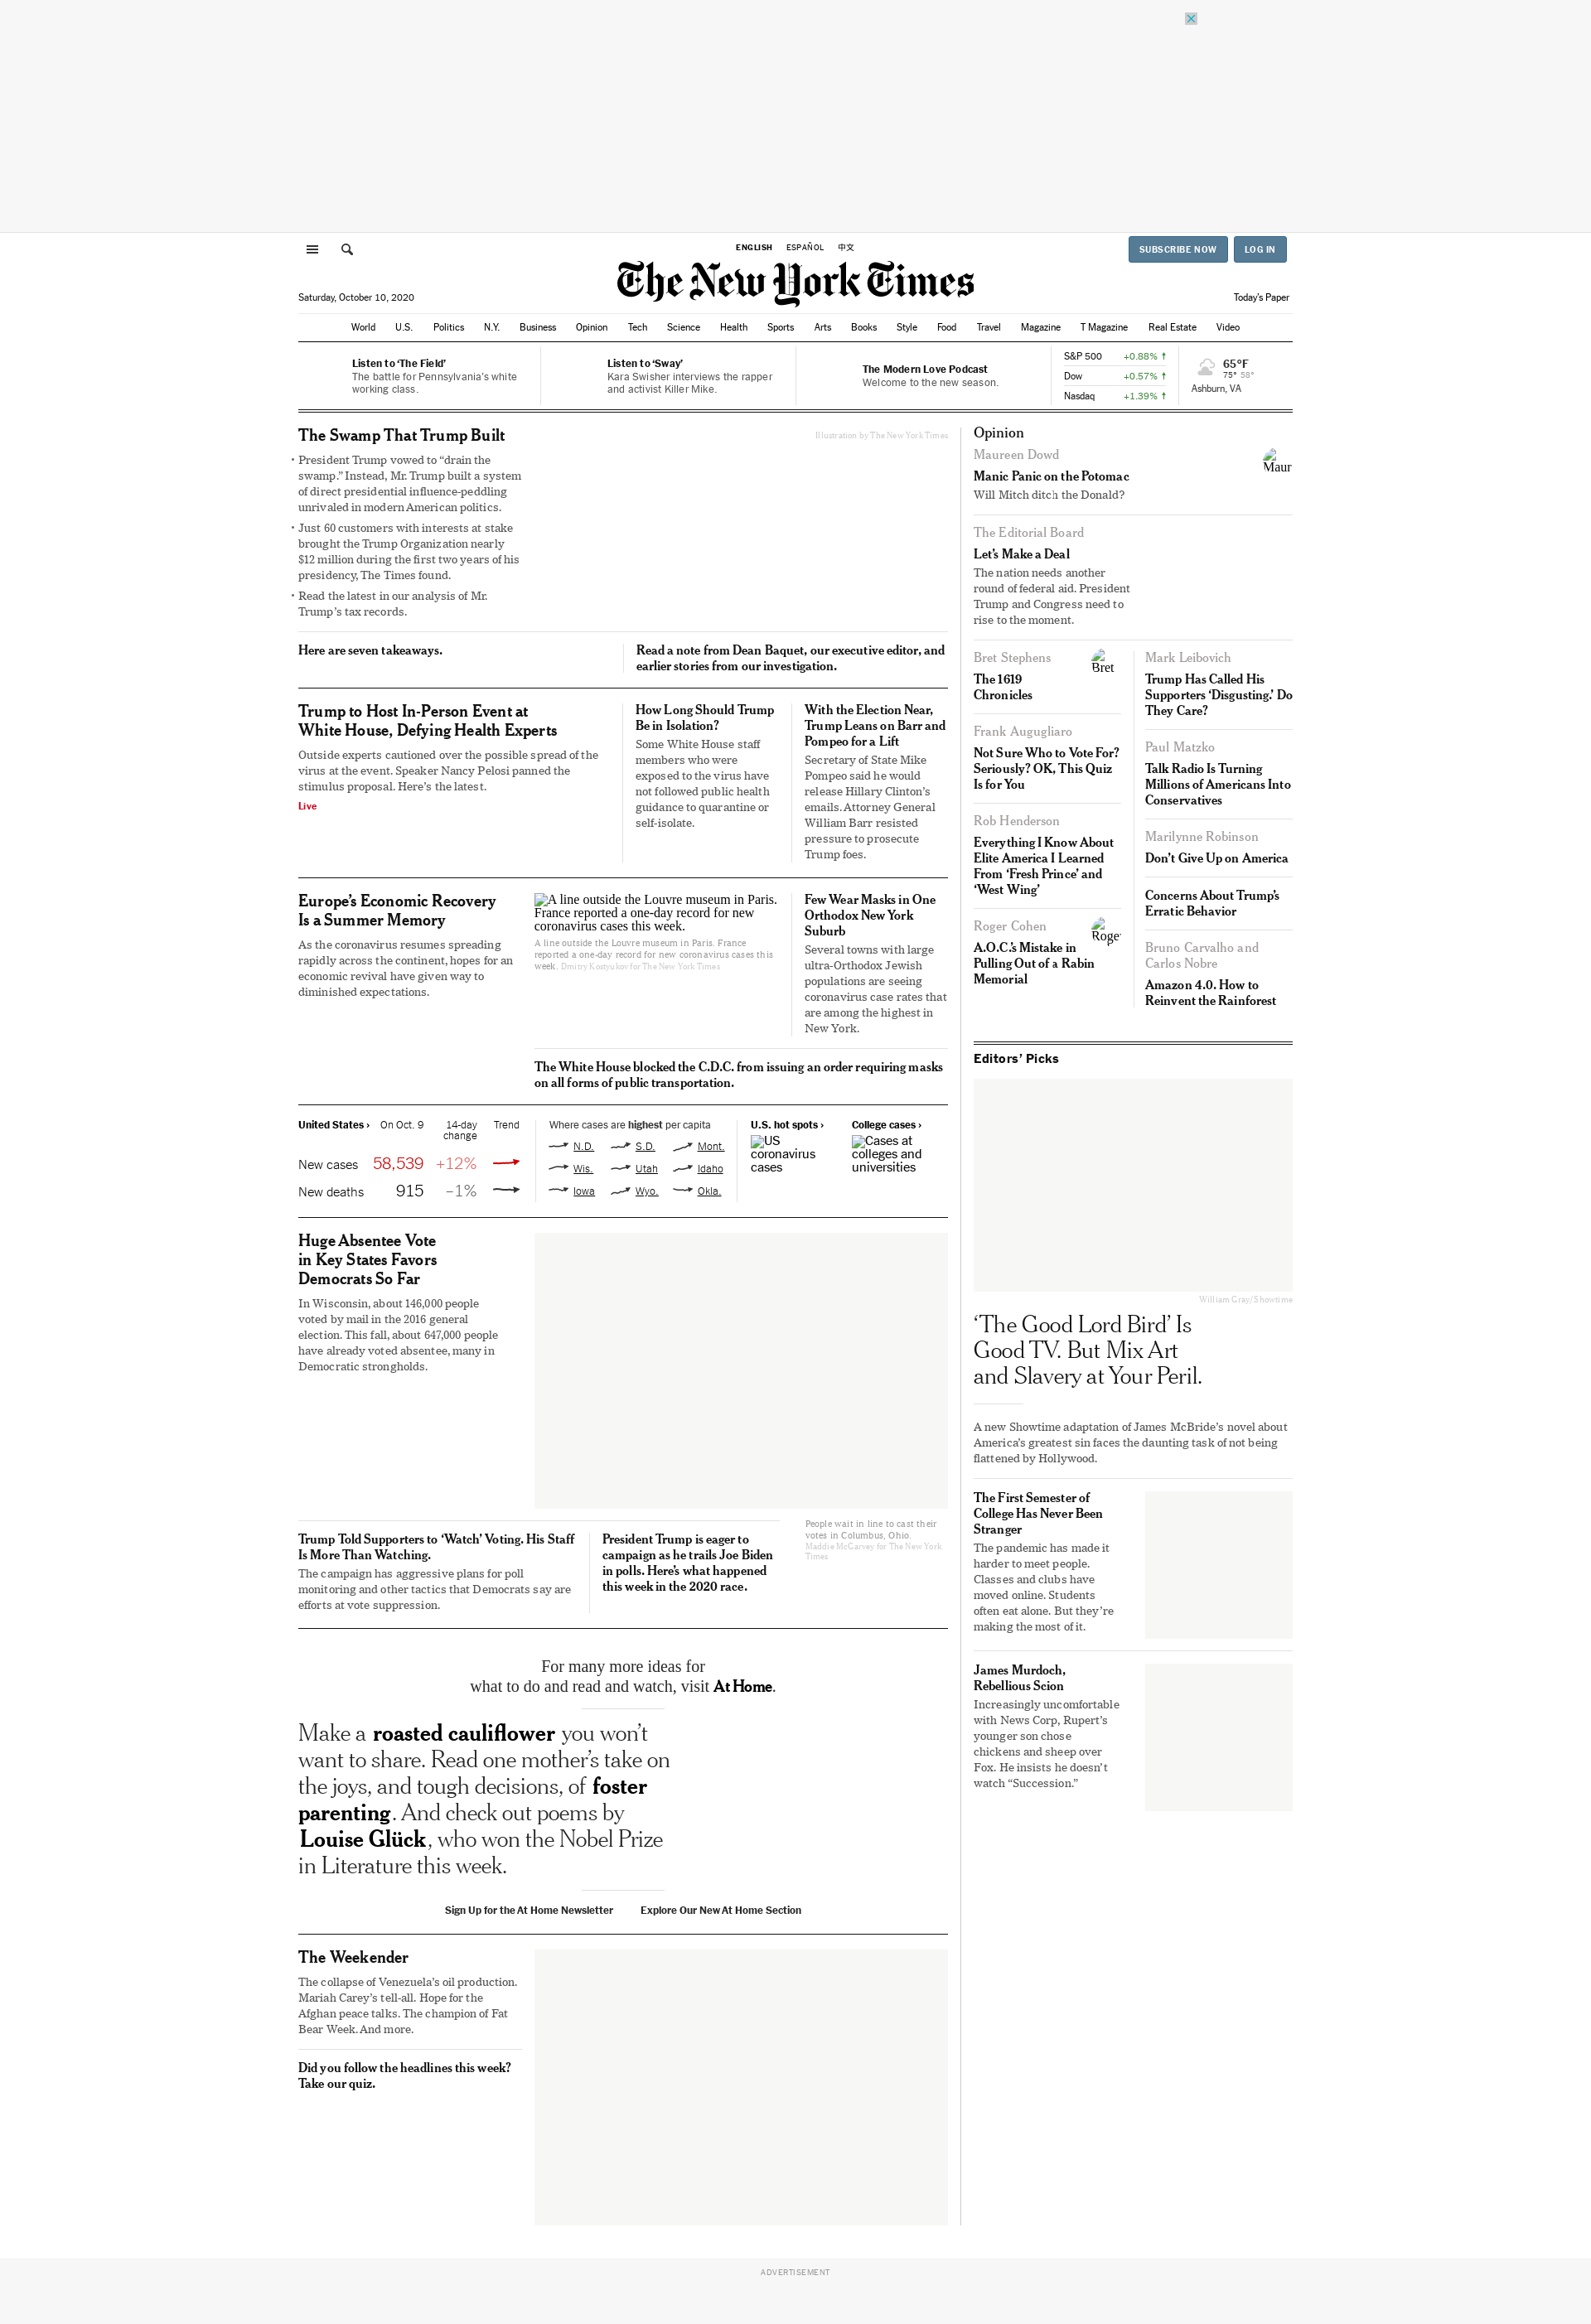 ENGLISH ESPAÑOL 中文
SUBSCRIBE NOW LOG IN
The New York Times
Saturday, October 10, 2020
Today's Paper
World U.S. Politics N.Y. Business Opinion Tech Science Health Sports Arts Books Style Food Travel Magazine T Magazine Real Estate Video
Listen to ‘The Field’
The battle for Pennsylvania’s white
working class.
Listen to ‘Sway’
Kara Swisher interviews the rapper
and activist Killer Mike.
The Modern Love Podcast
Welcome to the new season.
S&P 500 +0.88% ↑
Dow +0.57% ↑
Nasdaq +1.39% ↑
65°F
75° 58°
Ashburn, VA
The Swamp That Trump Built
• President Trump vowed to “drain the
swamp.” Instead, Mr. Trump built a system
of direct presidential influence-peddling
unrivaled in modern American politics.
• Just 60 customers with interests at stake
brought the Trump Organization nearly
$12 million during the first two years of his
presidency, The Times found.
• Read the latest in our analysis of Mr.
Trump’s tax records.
Illustration by The New York Times
Here are seven takeaways.
Read a note from Dean Baquet, our executive editor, and
earlier stories from our investigation.
Trump to Host In-Person Event at
White House, Defying Health Experts
Outside experts cautioned over the possible spread of the
virus at the event. Speaker Nancy Pelosi panned the
stimulus proposal. Here’s the latest.
Live
How Long Should Trump
Be in Isolation?
Some White House staff
members who were
exposed to the virus have
not followed public health
guidance to quarantine or
self-isolate.
With the Election Near,
Trump Leans on Barr and
Pompeo for a Lift
Secretary of State Mike
Pompeo said he would
release Hillary Clinton’s
emails. Attorney General
William Barr resisted
pressure to prosecute
Trump foes.
Europe’s Economic Recovery
Is a Summer Memory
As the coronavirus resumes spreading
rapidly across the continent, hopes for an
economic revival have given way to
diminished expectations.
A line outside the Louvre museum in Paris.
France reported a one-day record for new
coronavirus cases this week.
A line outside the Louvre museum in Paris. France
reported a one-day record for new coronavirus cases this
week. Dmitry Kostyukov for The New York Times
Few Wear Masks in One
Orthodox New York
Suburb
Several towns with large
ultra-Orthodox Jewish
populations are seeing
coronavirus case rates that
are among the highest in
New York.
The White House blocked the C.D.C. from issuing an order requiring masks
on all forms of public transportation.
United States › On Oct. 9 14-day
change Trend
New cases 58,539 +12%
New deaths 915 –1%
Where cases are highest per capita
N.D. S.D. Mont.
Wis. Utah Idaho
Iowa Wyo. Okla.
U.S. hot spots ›
US
coronavirus
cases
College cases ›
Cases at
colleges and
universities
Huge Absentee Vote
in Key States Favors
Democrats So Far
In Wisconsin, about 146,000 people
voted by mail in the 2016 general
election. This fall, about 647,000 people
have already voted absentee, many in
Democratic strongholds.
People wait in line to cast their
votes in Columbus, Ohio.
Maddie McGarvey for The New York
Times
Trump Told Supporters to ‘Watch’ Voting. His Staff
Is More Than Watching.
The campaign has aggressive plans for poll
monitoring and other tactics that Democrats say are
efforts at vote suppression.
President Trump is eager to
campaign as he trails Joe Biden
in polls. Here’s what happened
this week in the 2020 race.
For many more ideas for
what to do and read and watch, visit At Home.
Make a roasted cauliflower you won’t
want to share. Read one mother’s take on
the joys, and tough decisions, of foster
parenting. And check out poems by
Louise Glück, who won the Nobel Prize
in Literature this week.
Sign Up for the At Home Newsletter Explore Our New At Home Section
The Weekender
The collapse of Venezuela’s oil production.
Mariah Carey’s tell-all. Hope for the
Afghan peace talks. The champion of Fat
Bear Week. And more.
Did you follow the headlines this week?
Take our quiz.
Opinion
Maureen Dowd
Manic Panic on the Potomac
Will Mitch ditch the Donald?
Maur
The Editorial Board
Let’s Make a Deal
The nation needs another
round of federal aid. President
Trump and Congress need to
rise to the moment.
Bret Stephens
The 1619
Chronicles
Bret
Frank Augugliaro
Not Sure Who to Vote For?
Seriously? OK, This Quiz
Is for You
Rob Henderson
Everything I Know About
Elite America I Learned
From ‘Fresh Prince’ and
‘West Wing’
Roger Cohen
A.O.C.’s Mistake in
Pulling Out of a Rabin
Memorial
Roger
Mark Leibovich
Trump Has Called His
Supporters ‘Disgusting.’ Do
They Care?
Paul Matzko
Talk Radio Is Turning
Millions of Americans Into
Conservatives
Marilynne Robinson
Don’t Give Up on America
Concerns About Trump’s
Erratic Behavior
Bruno Carvalho and
Carlos Nobre
Amazon 4.0. How to
Reinvent the Rainforest
Editors’ Picks
William Gray/Showtime
‘The Good Lord Bird’ Is
Good TV. But Mix Art
and Slavery at Your Peril.
A new Showtime adaptation of James McBride’s novel about
America’s greatest sin faces the daunting task of not being
flattened by Hollywood.
The First Semester of
College Has Never Been
Stranger
The pandemic has made it
harder to meet people.
Classes and clubs have
moved online. Students
often eat alone. But they’re
making the most of it.
James Murdoch,
Rebellious Scion
Increasingly uncomfortable
with News Corp, Rupert’s
younger son chose
chickens and sheep over
Fox. He insists he doesn’t
watch “Succession.”
ADVERTISEMENT